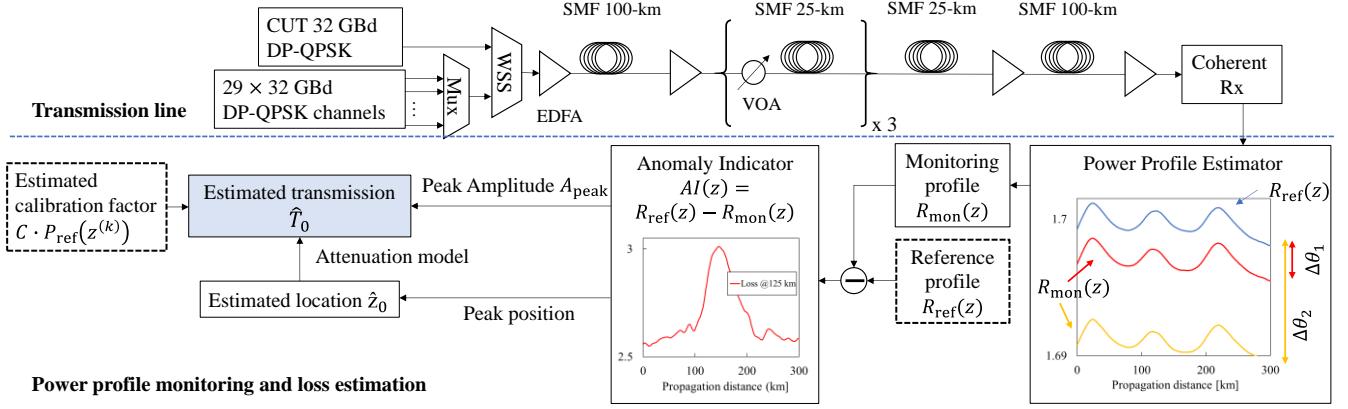 SMF 100-km
SMF 25-km
SMF 25-km
SMF 100-km
CUT 32 GBd
DP-QPSK
29 × 32 GBd
DP-QPSK channels
...
Mux
WSS
EDFA
VOA
x 3
Coherent
Rx
Transmission line
Estimated
calibration factor
C · P_ref(z^(k))
Estimated transmission
T̂_0
Attenuation model
Estimated location ẑ_0
Peak Amplitude A_peak
Peak position
Anomaly Indicator
AI(z) =
R_ref(z) − R_mon(z)
3
2.5
Loss @125 km
0 100 200 300
Propagation distance (km)
Monitoring
profile
R_mon(z)
−
Reference
profile
R_ref(z)
Power Profile Estimator
R_ref(z)
1.7
R_mon(z)
1.69
0 100 200 300
Propagation distance [km]
Δθ_1
Δθ_2
Power profile monitoring and loss estimation